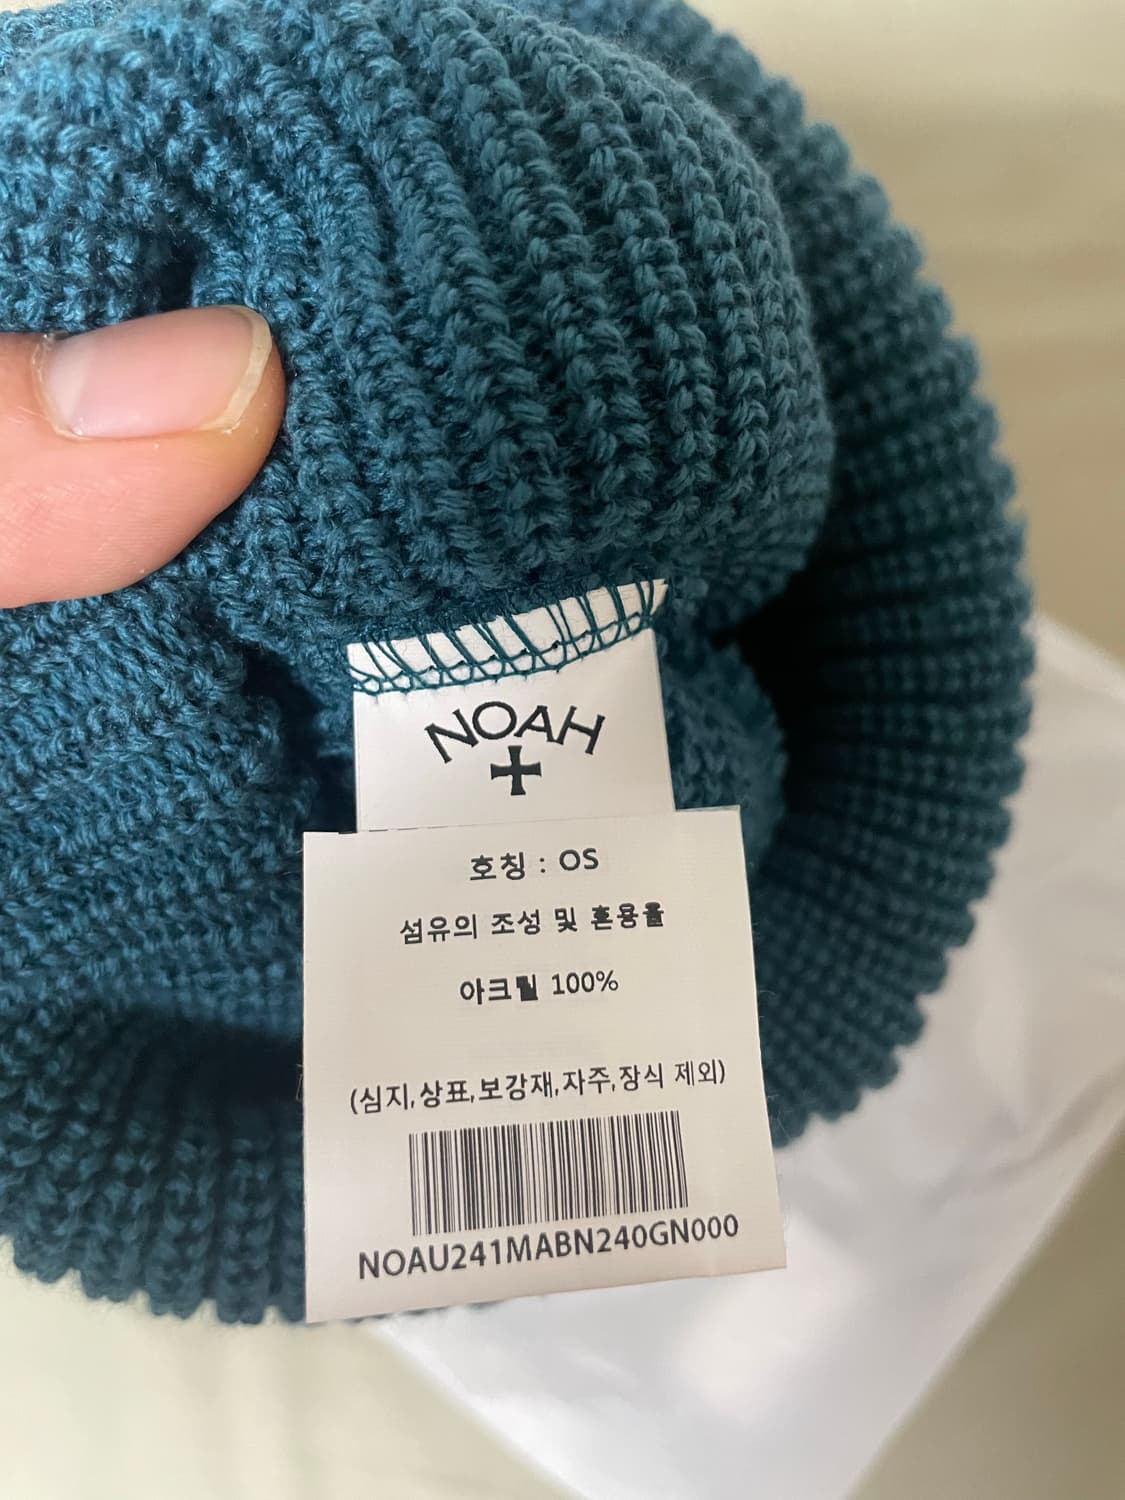 NOAH
호칭 : OS
섬유의 조성 및 혼용율
아크릴 100%
(심지,상표,보강재,자주,장식 제외)
NOAU241MABN240GN000